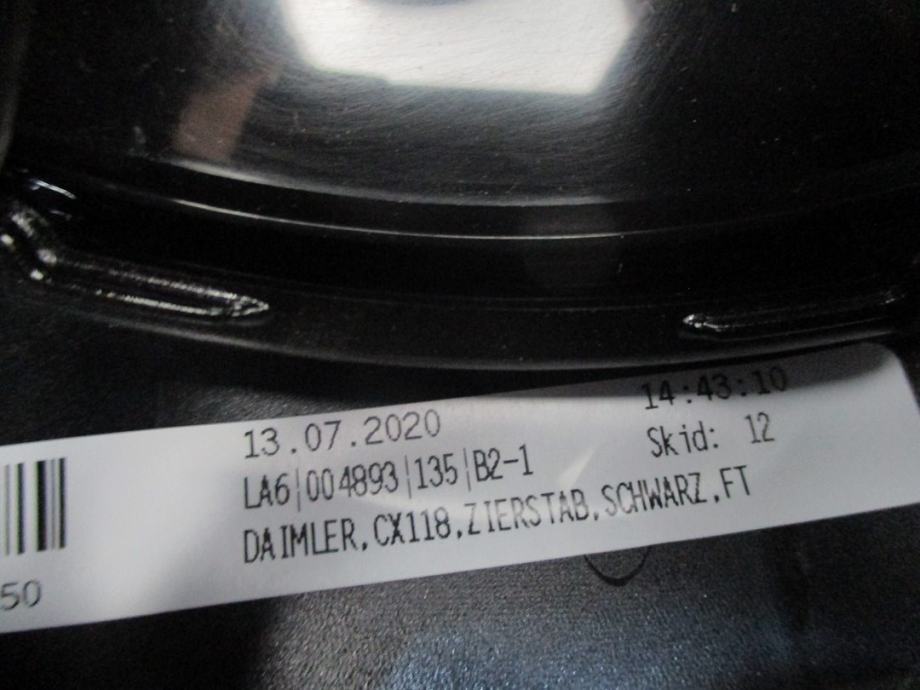 13.07.2020 14:43:10
LA6|004893|135|B2-1 Skid: 12
DAIMLER,CX118,ZIERSTAB,SCHWARZ,FT
50